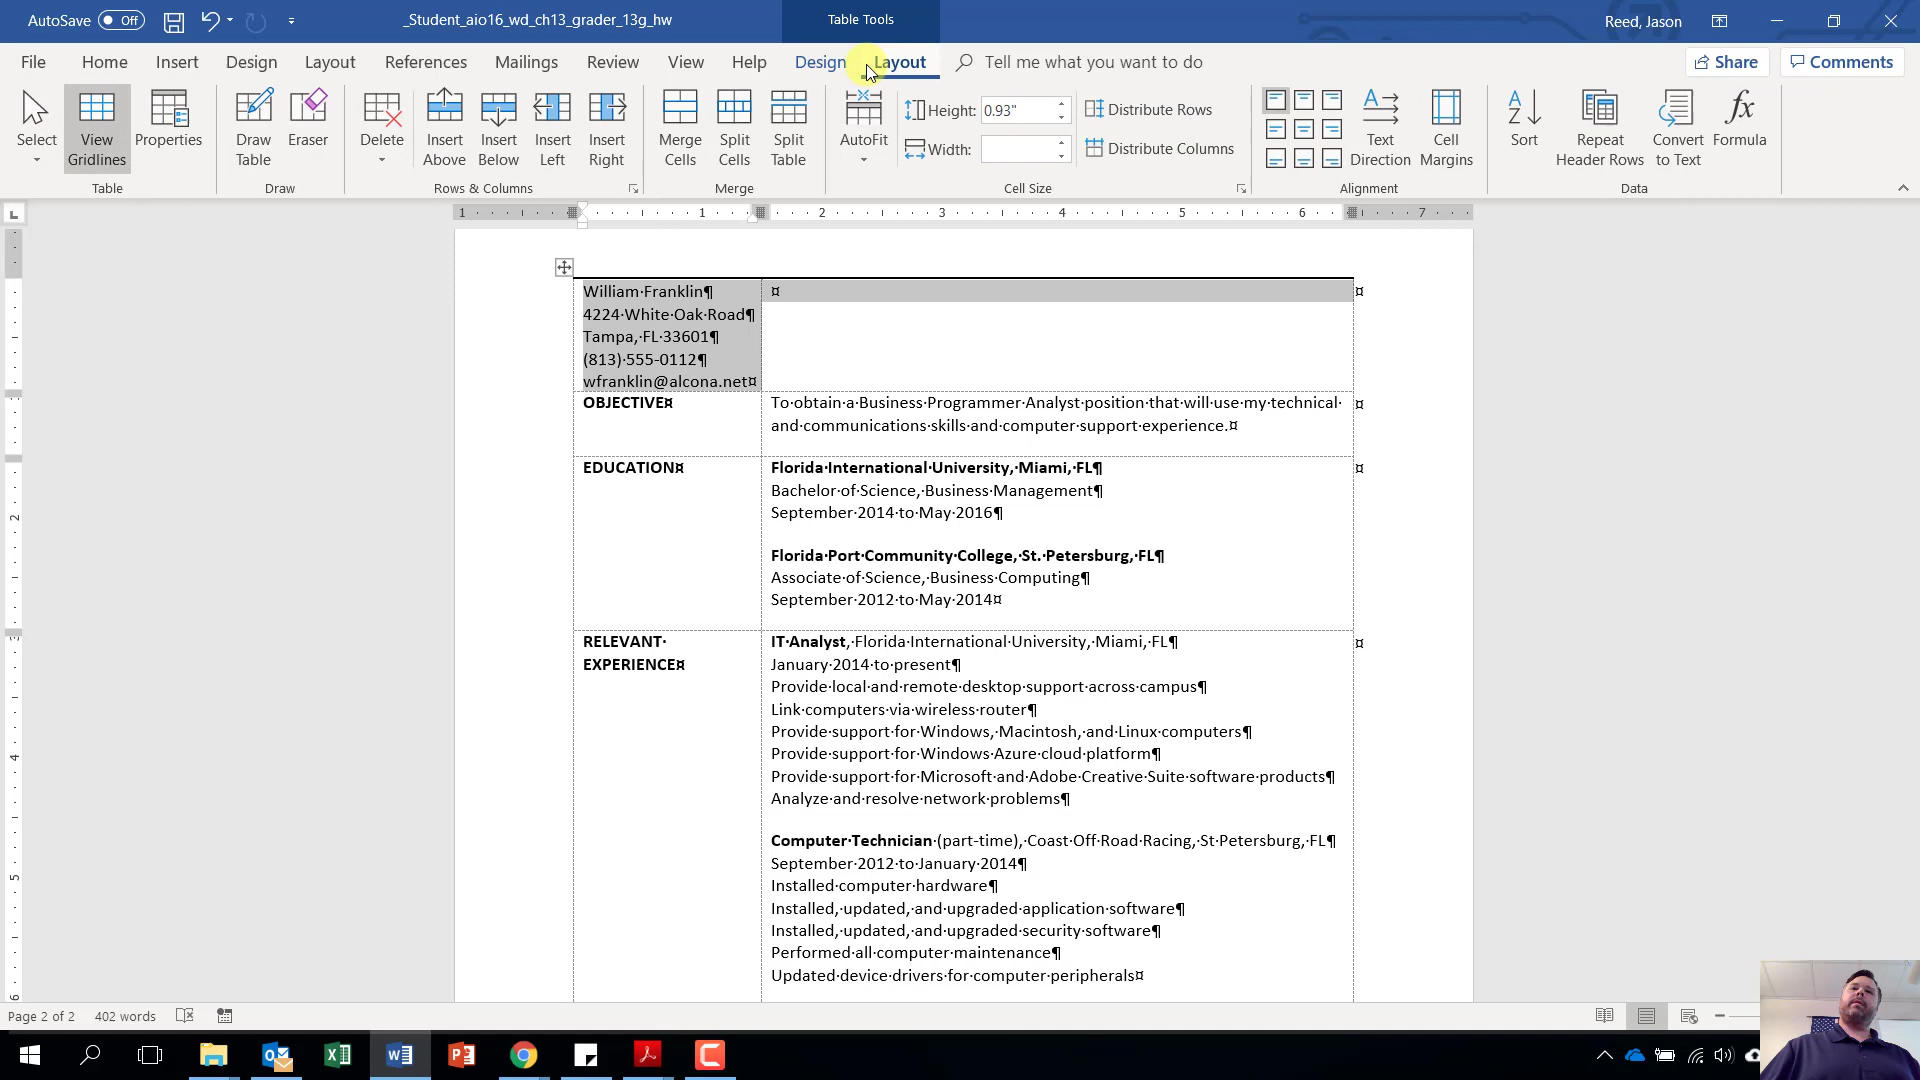 AutoSave Off _Student_aio16_wd_ch13_grader_13g_hw Table Tools Reed, Jason
File Home Insert Design Layout References Mailings Review View Help Design Layout Tell me what you want to do Share Comments
Select View Gridlines Properties Draw Table Eraser Delete Insert Above Insert Below Insert Left Insert Right Merge Cells Split Cells Split Table AutoFit Height: 0.93" Width: Distribute Rows Distribute Columns Text Direction Cell Margins Sort Repeat Header Rows Convert to Text Formula
Table Draw Rows & Columns Merge Cell Size Alignment Data
1 1 2 3 4 5 6 7
William·Franklin¶ ¤ ¤
4224·White·Oak·Road¶
Tampa,·FL·33601¶
(813)·555-0112¶
wfranklin@alcona.net¤
OBJECTIVE¤ To·obtain·a·Business·Programmer·Analyst·position·that·will·use·my·technical· ¤
and·communications·skills·and·computer·support·experience.¤
EDUCATION¤ Florida·International·University,·Miami,·FL¶ ¤
Bachelor·of·Science,·Business·Management¶
September·2014·to·May·2016¶
Florida·Port·Community·College,·St.·Petersburg,·FL¶
Associate·of·Science,·Business·Computing¶
September·2012·to·May·2014¤
RELEVANT· IT·Analyst,·Florida·International·University,·Miami,·FL¶ ¤
EXPERIENCE¤ January·2014·to·present¶
Provide·local·and·remote·desktop·support·across·campus¶
Link·computers·via·wireless·router¶
Provide·support·for·Windows,·Macintosh,·and·Linux·computers¶
Provide·support·for·Windows·Azure·cloud·platform¶
Provide·support·for·Microsoft·and·Adobe·Creative·Suite·software·products¶
Analyze·and·resolve·network·problems¶
Computer·Technician·(part-time),·Coast·Off·Road·Racing,·St·Petersburg,·FL¶
September·2012·to·January·2014¶
Installed·computer·hardware¶
Installed,·updated,·and·upgraded·application·software¶
Installed,·updated,·and·upgraded·security·software¶
Performed·all·computer·maintenance¶
Updated·device·drivers·for·computer·peripherals¤
Page 2 of 2 402 words